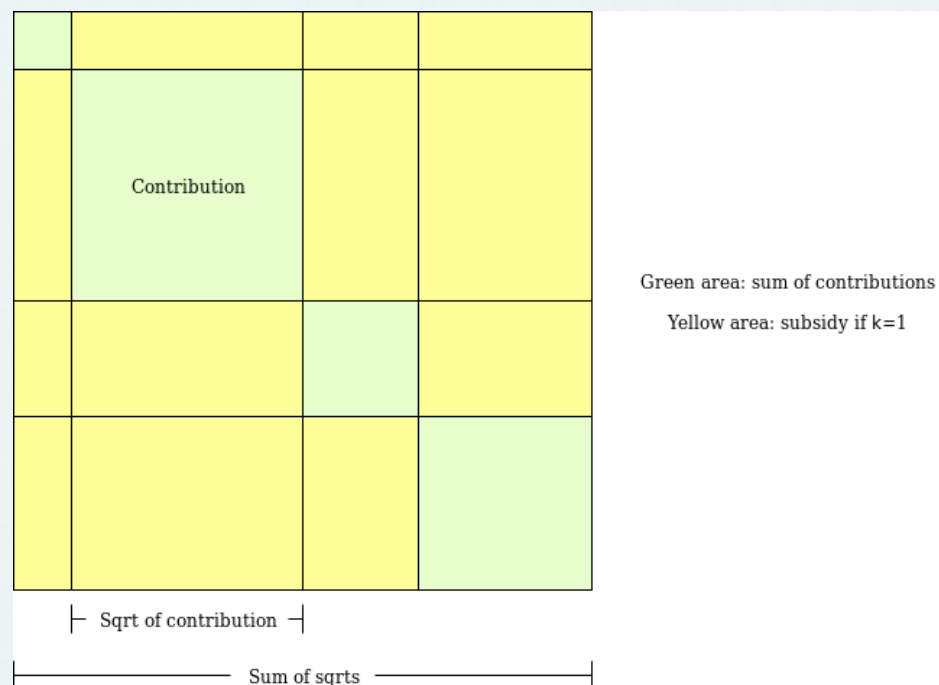 Contribution
Green area: sum of contributions
Yellow area: subsidy if k=1
Sqrt of contribution
Sum of sqrts